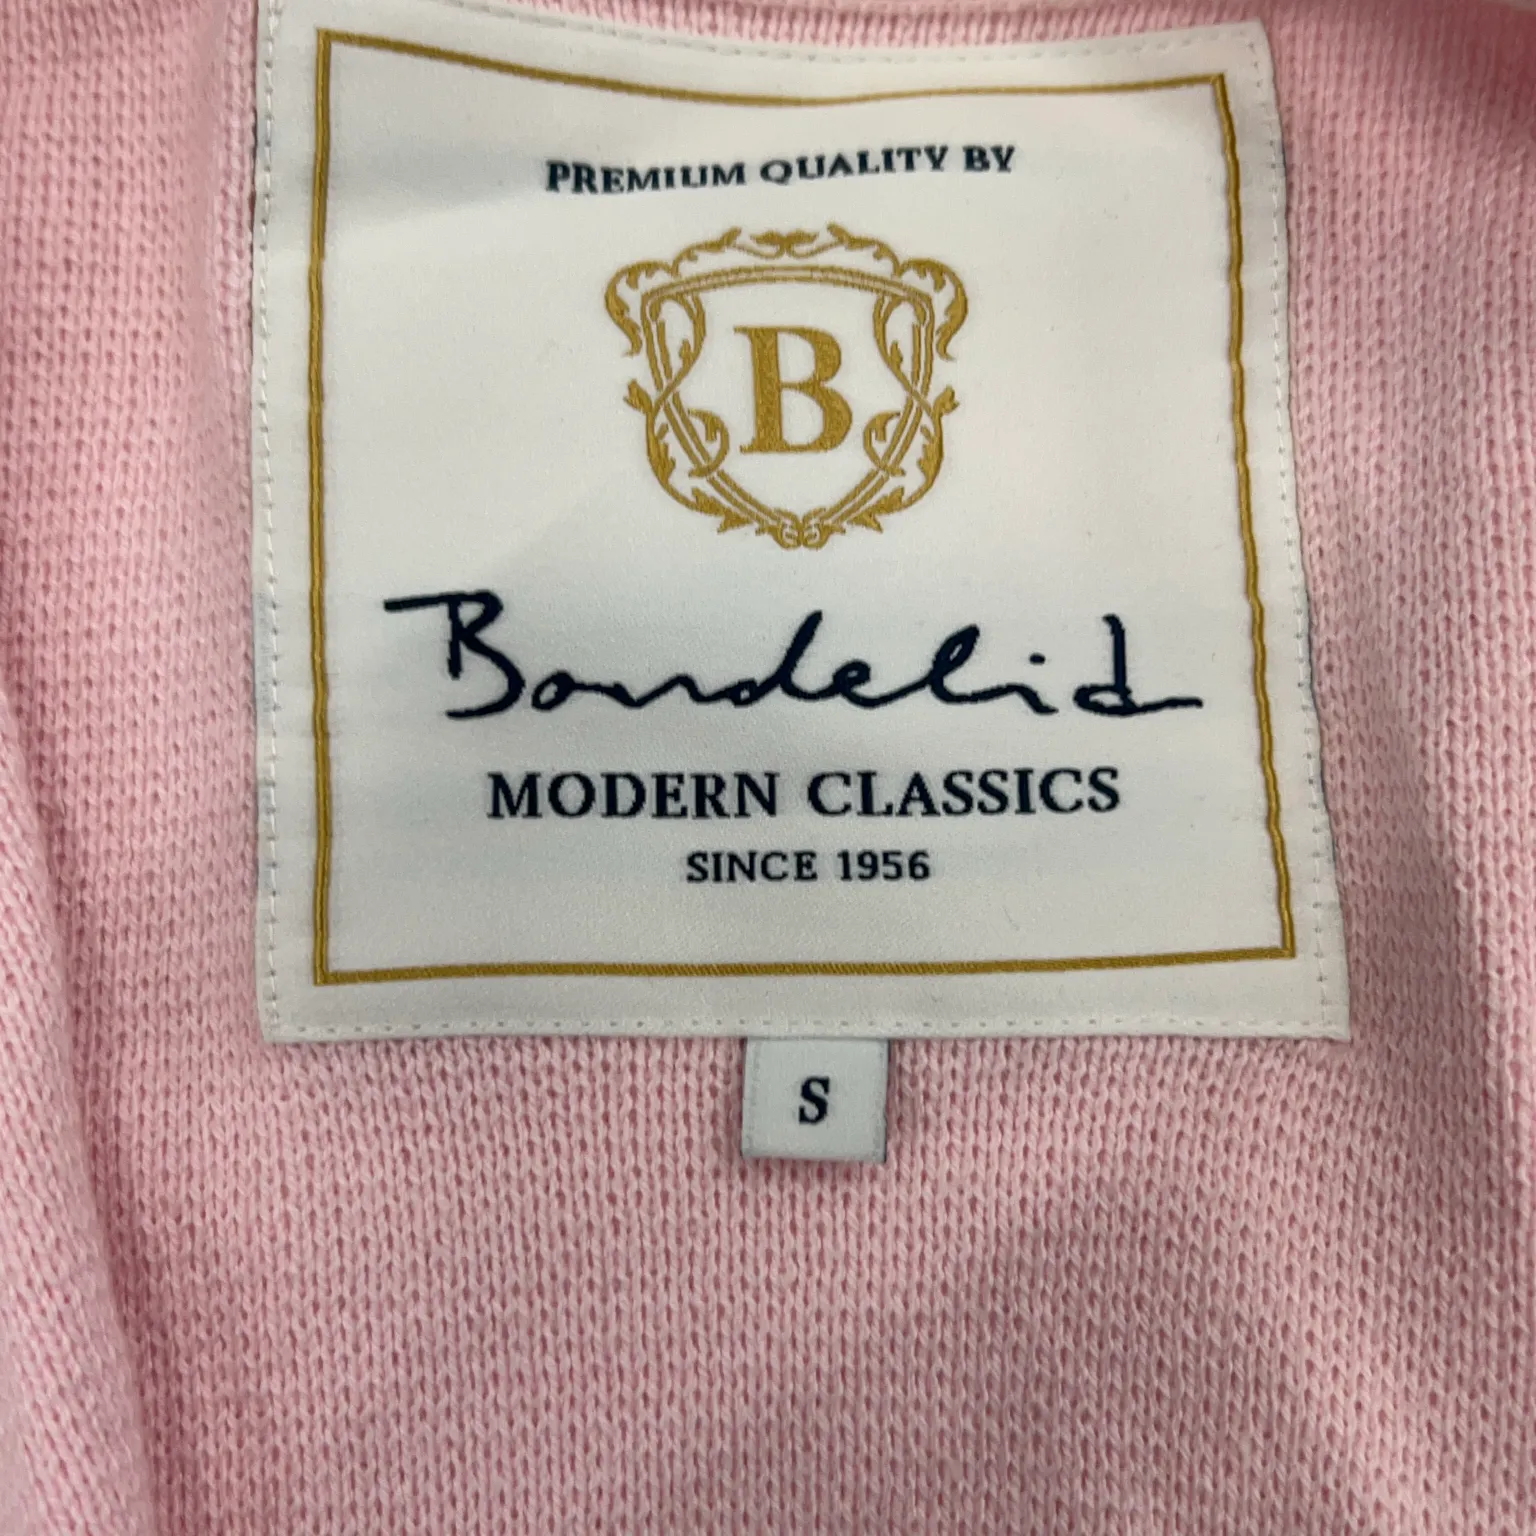 PREMIUM QUALITY BY
B
Bondelid
MODERN CLASSICS
SINCE 1956
S